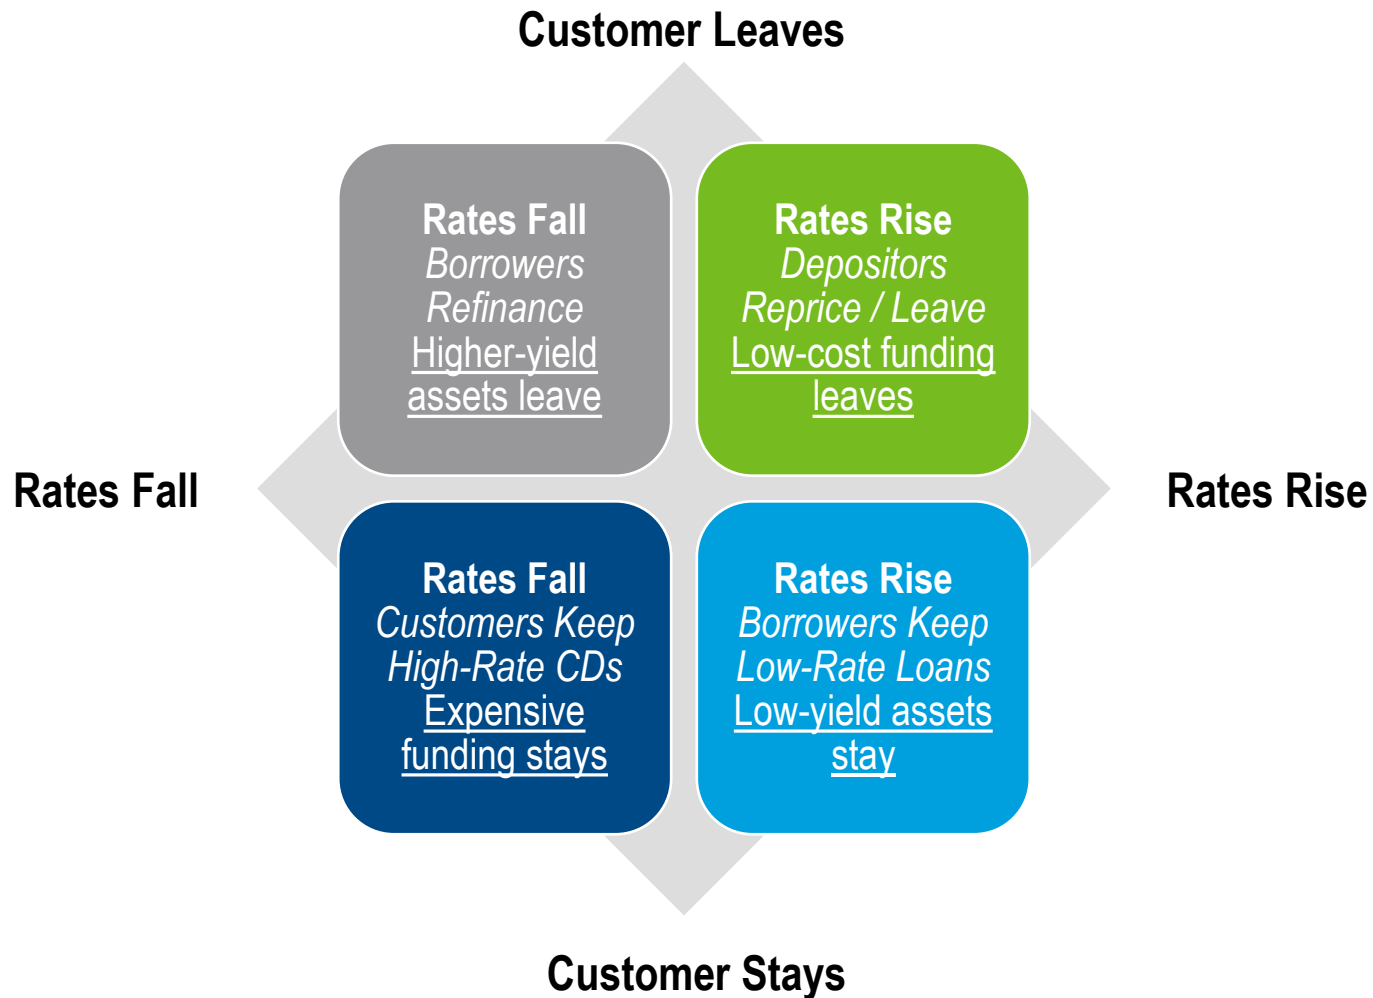 Customer Leaves
Rates Fall
Borrowers
Refinance
Higher-yield
assets leave
Rates Rise
Depositors
Reprice / Leave
Low-cost funding
leaves
Rates Fall
Rates Rise
Rates Fall
Customers Keep
High-Rate CDs
Expensive
funding stays
Rates Rise
Borrowers Keep
Low-Rate Loans
Low-yield assets
stay
Customer Stays